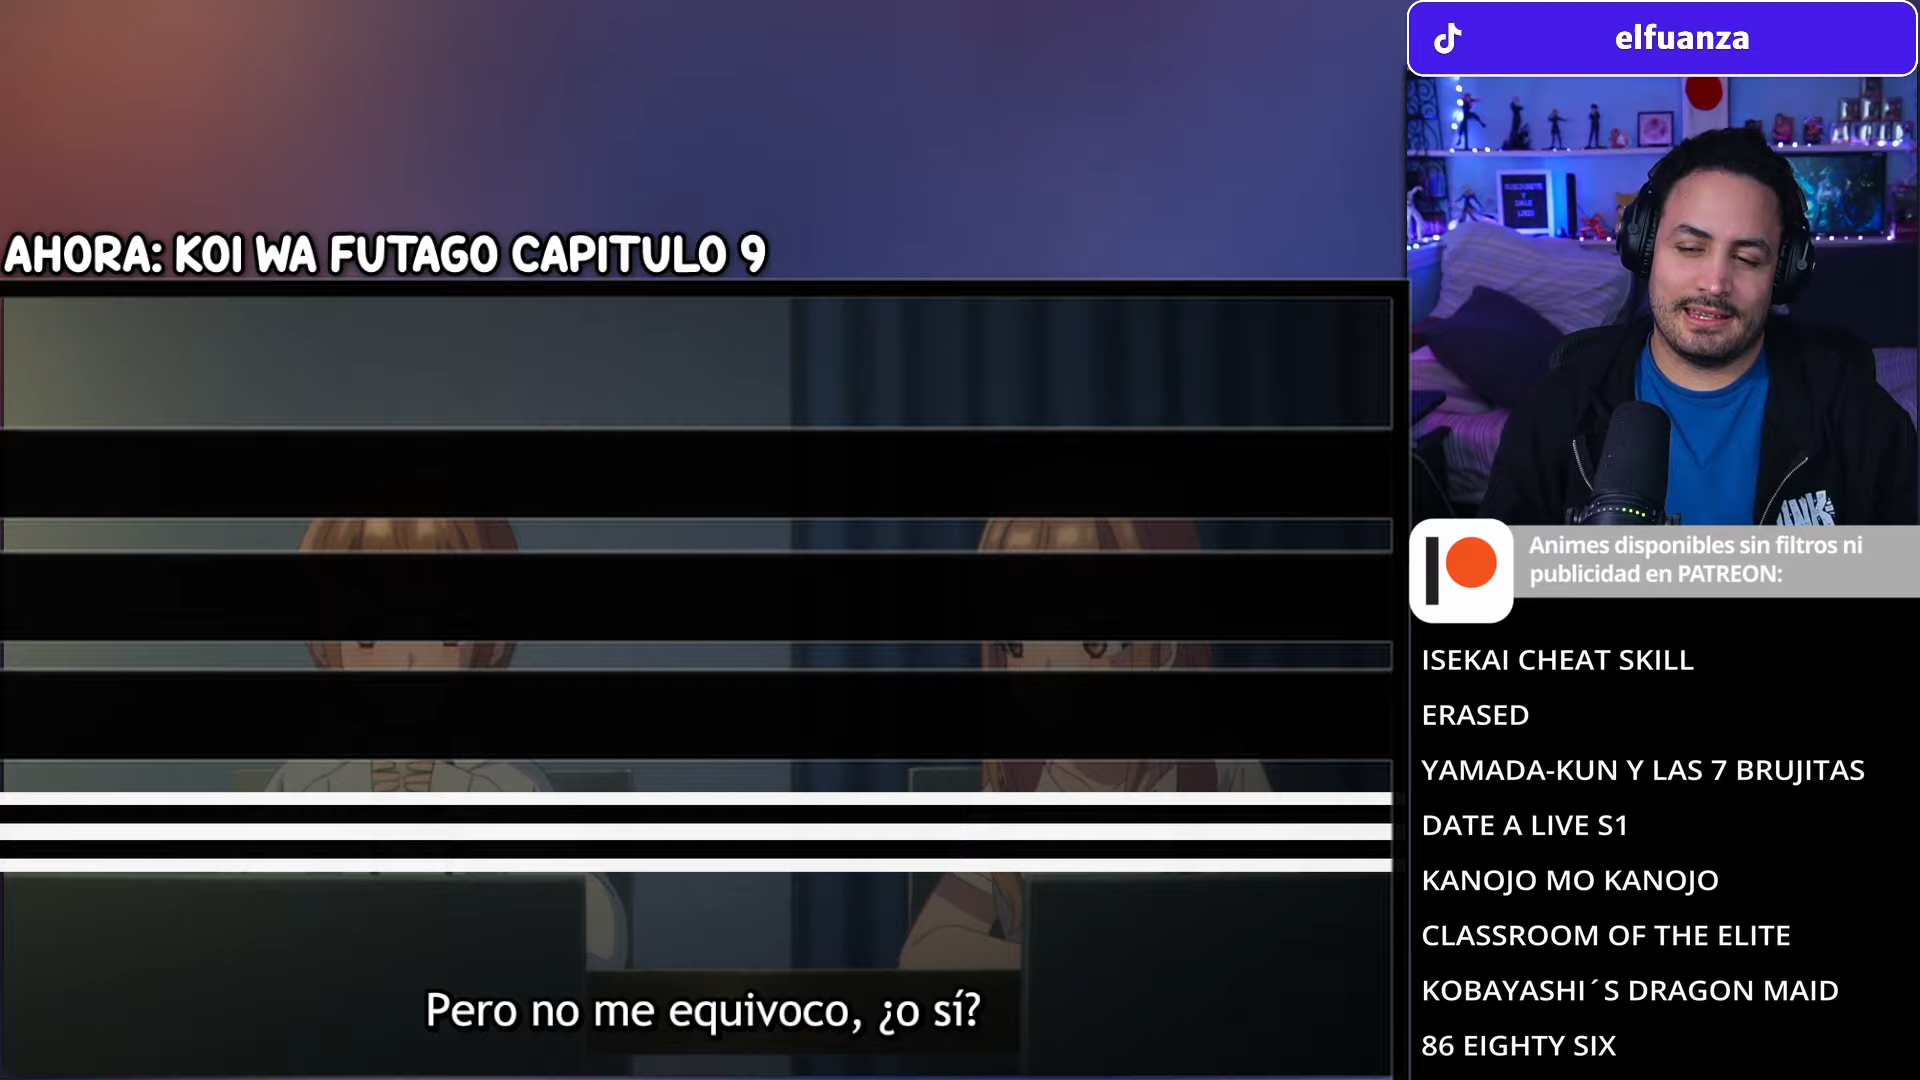 elfuanza
AHORA: KOI WA FUTAGO CAPITULO 9
Animes disponibles sin filtros ni
publicidad en PATREON:
ISEKAI CHEAT SKILL
ERASED
YAMADA-KUN Y LAS 7 BRUJITAS
DATE A LIVE S1
KANOJO MO KANOJO
CLASSROOM OF THE ELITE
KOBAYASHI´S DRAGON MAID
86 EIGHTY SIX
Pero no me equivoco, ¿o sí?